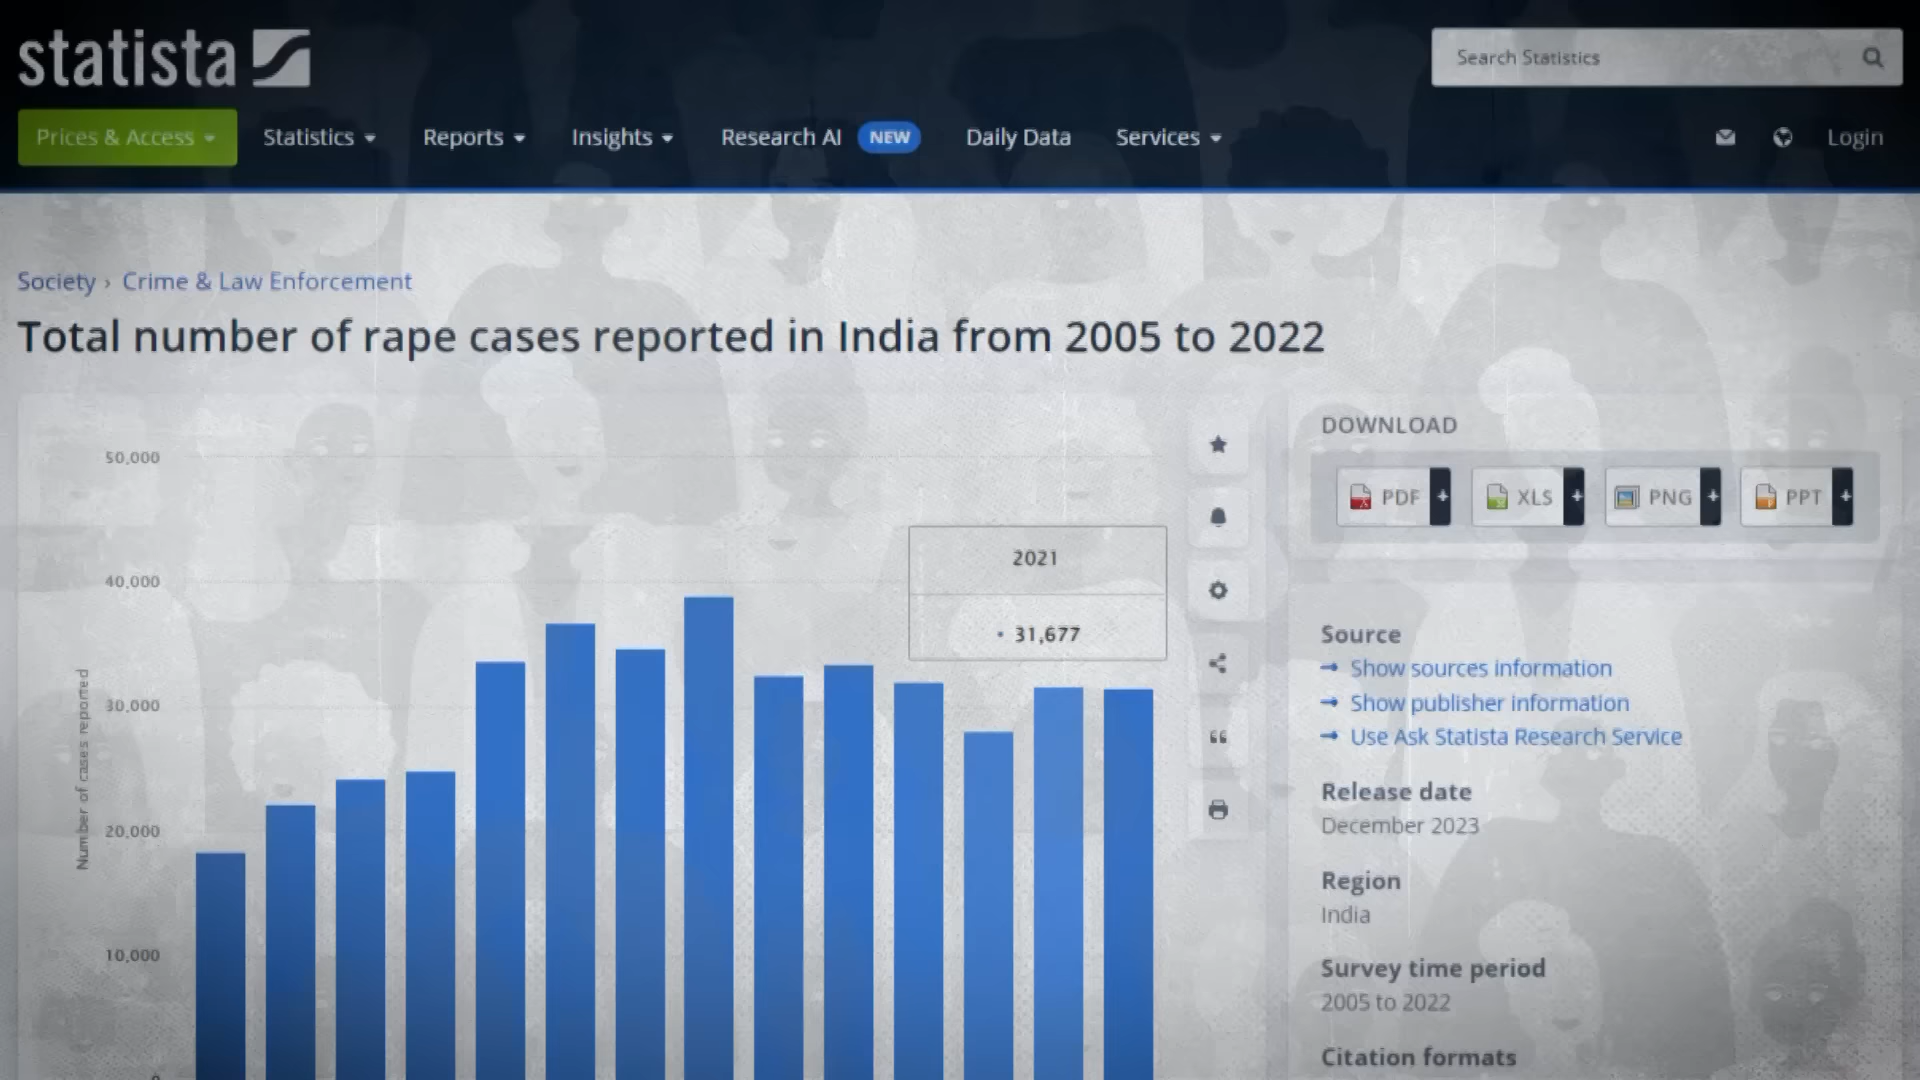 statista
Search Statistics
Prices & Access
Statistics
Reports
Insights
Research AI NEW
Daily Data
Services
Login
Society › Crime & Law Enforcement
Total number of rape cases reported in India from 2005 to 2022
Number of cases reported
50,000
40,000
30,000
20,000
10,000
2021
• 31,677
DOWNLOAD
PDF +
XLS +
PNG +
PPT +
Source
→ Show sources information
→ Show publisher information
→ Use Ask Statista Research Service
Release date
December 2023
Region
India
Survey time period
2005 to 2022
Citation formats